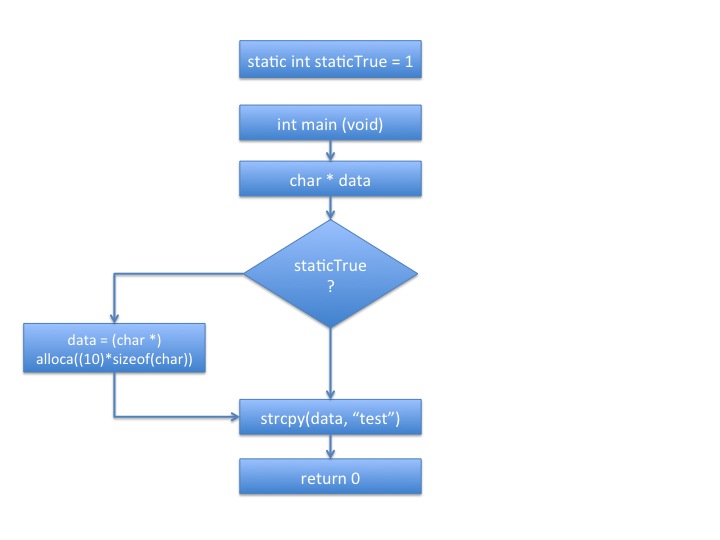 static int staticTrue = 1
int main (void)
char * data
staticTrue
?
data = (char *)
alloca((10)*sizeof(char))
strcpy(data, “test”)
return 0